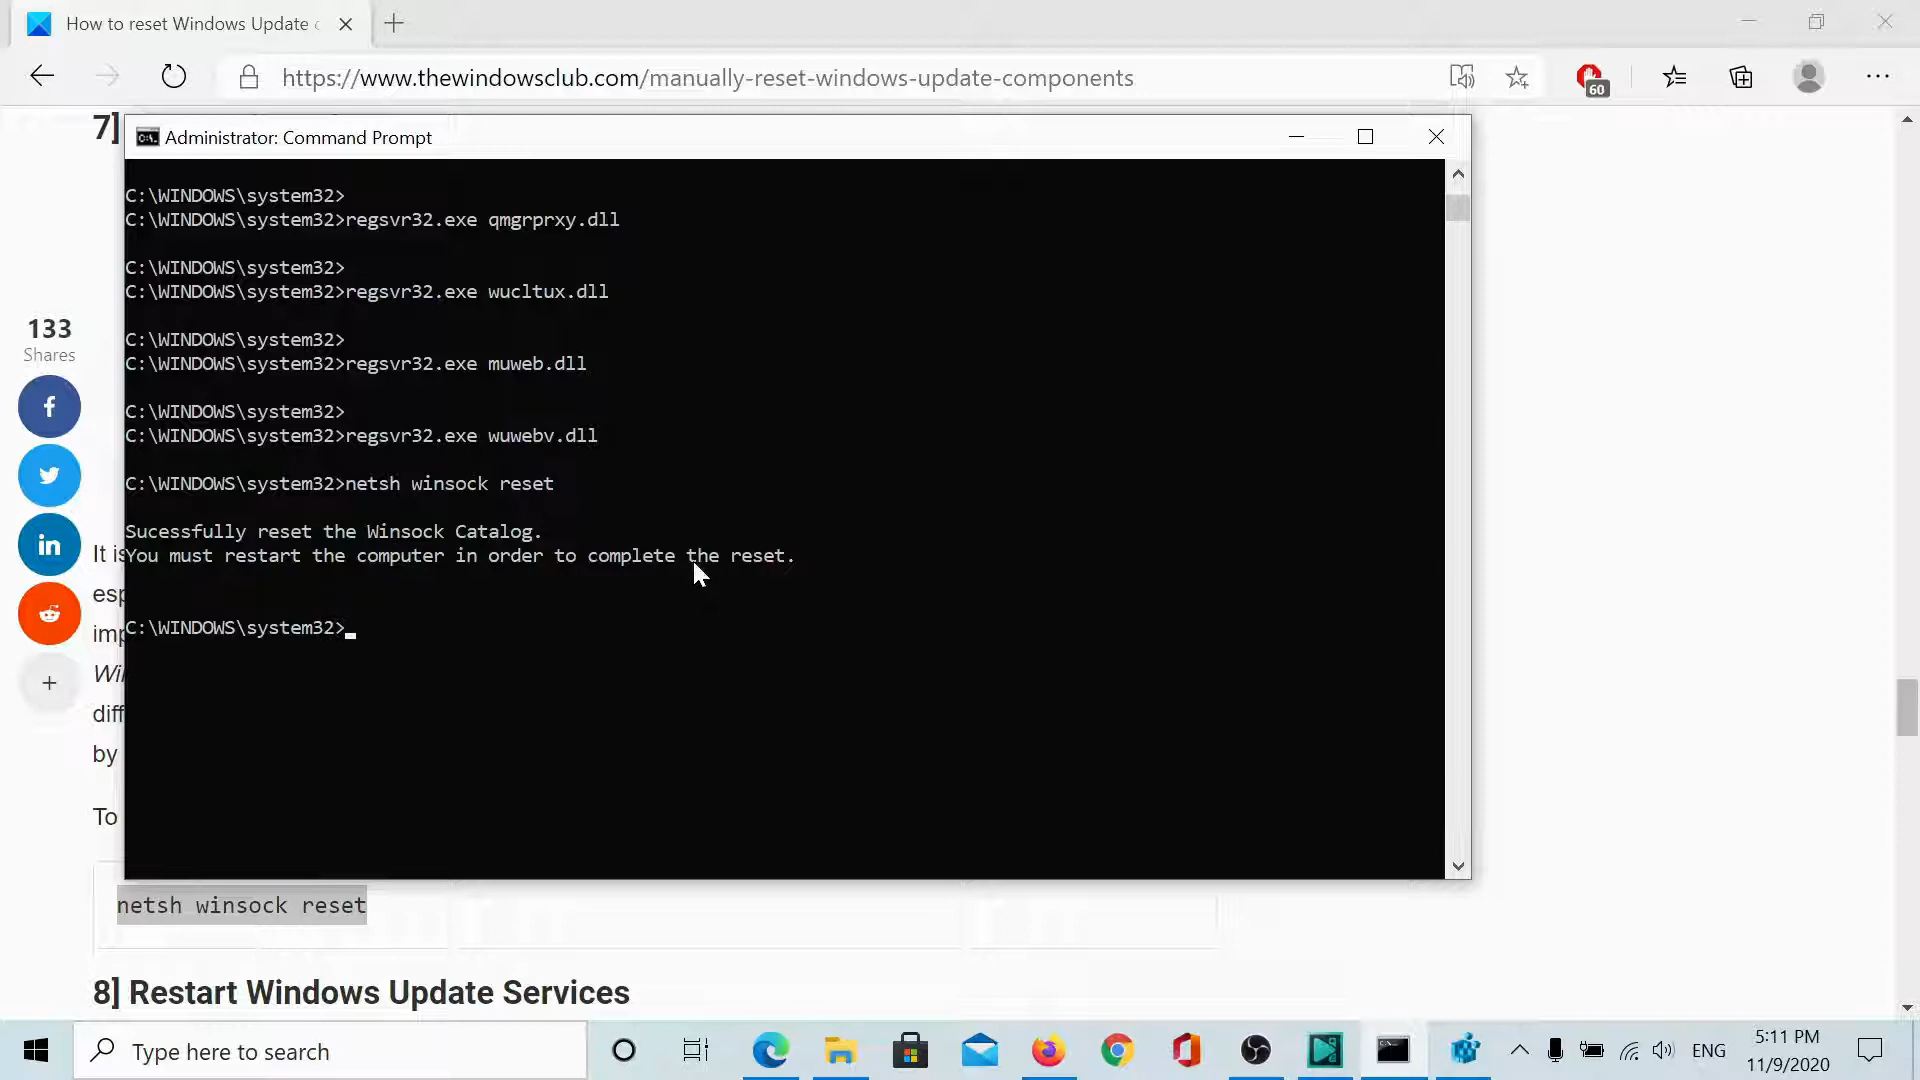 How to reset Windows Update c
https://www.thewindowsclub.com/manually-reset-windows-update-components
60
7]
Administrator: Command Prompt
C:\WINDOWS\system32>
C:\WINDOWS\system32>regsvr32.exe qmgrprxy.dll
C:\WINDOWS\system32>
C:\WINDOWS\system32>regsvr32.exe wucltux.dll
C:\WINDOWS\system32>
C:\WINDOWS\system32>regsvr32.exe muweb.dll
C:\WINDOWS\system32>
C:\WINDOWS\system32>regsvr32.exe wuwebv.dll
C:\WINDOWS\system32>netsh winsock reset
Sucessfully reset the Winsock Catalog.
You must restart the computer in order to complete the reset.
C:\WINDOWS\system32>
133
Shares
It is
esp
imp
Wi
diff
by
To
netsh winsock reset
8] Restart Windows Update Services
Type here to search
ENG
5:11 PM
11/9/2020